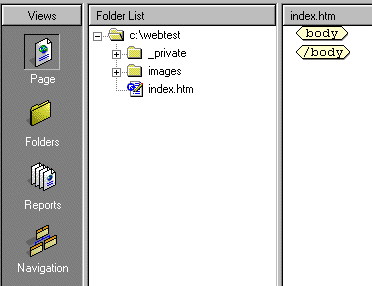 Views
Page
Folders
Reports
Navigation
Folder List
c:\webtest
_private
images
index.htm
index.htm
body
/body